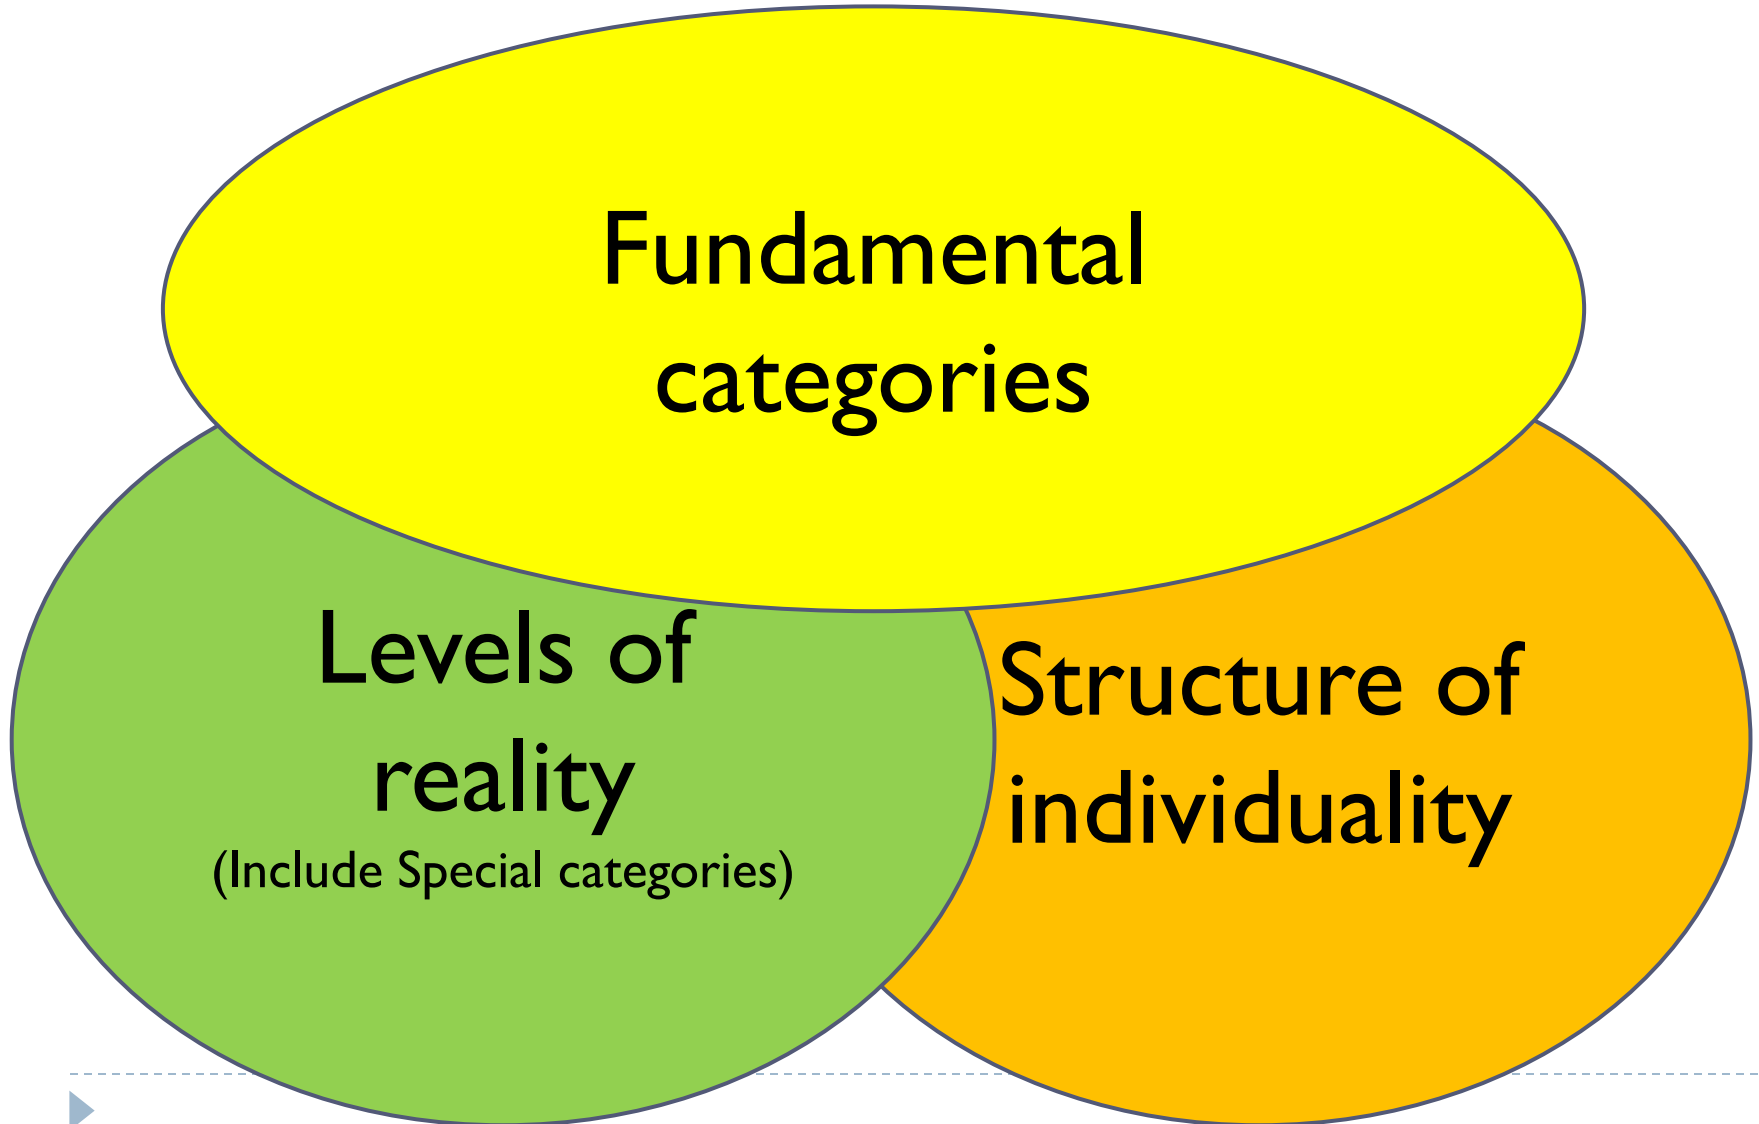 Fundamental
categories
Levels of
reality
(Include Special categories)
Structure of
individuality